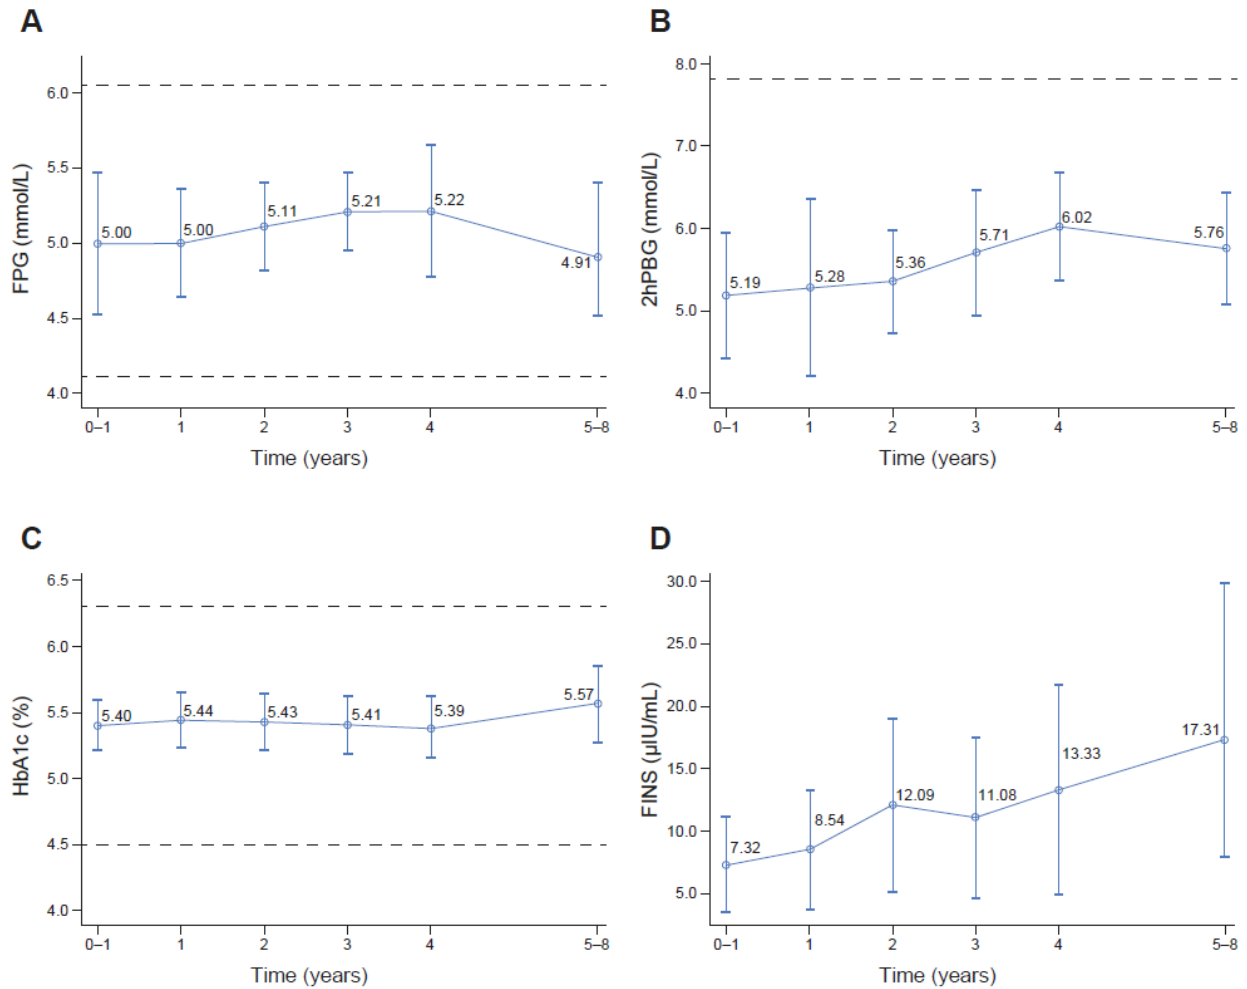 A
FPG (mmol/L)
6.0
5.5
5.0
4.5
4.0
5.00
5.00
5.11
5.21
5.22
4.91
0–1 1 2 3 4 5–8
Time (years)
B
2hPBG (mmol/L)
8.0
7.0
6.0
5.0
4.0
5.19
5.28
5.36
5.71
6.02
5.76
0–1 1 2 3 4 5–8
Time (years)
C
HbA1c (%)
6.5
6.0
5.5
5.0
4.5
4.0
5.40
5.44
5.43
5.41
5.39
5.57
0–1 1 2 3 4 5–8
Time (years)
D
FINS (μIU/mL)
30.0
25.0
20.0
15.0
10.0
5.0
7.32
8.54
12.09
11.08
13.33
17.31
0–1 1 2 3 4 5–8
Time (years)